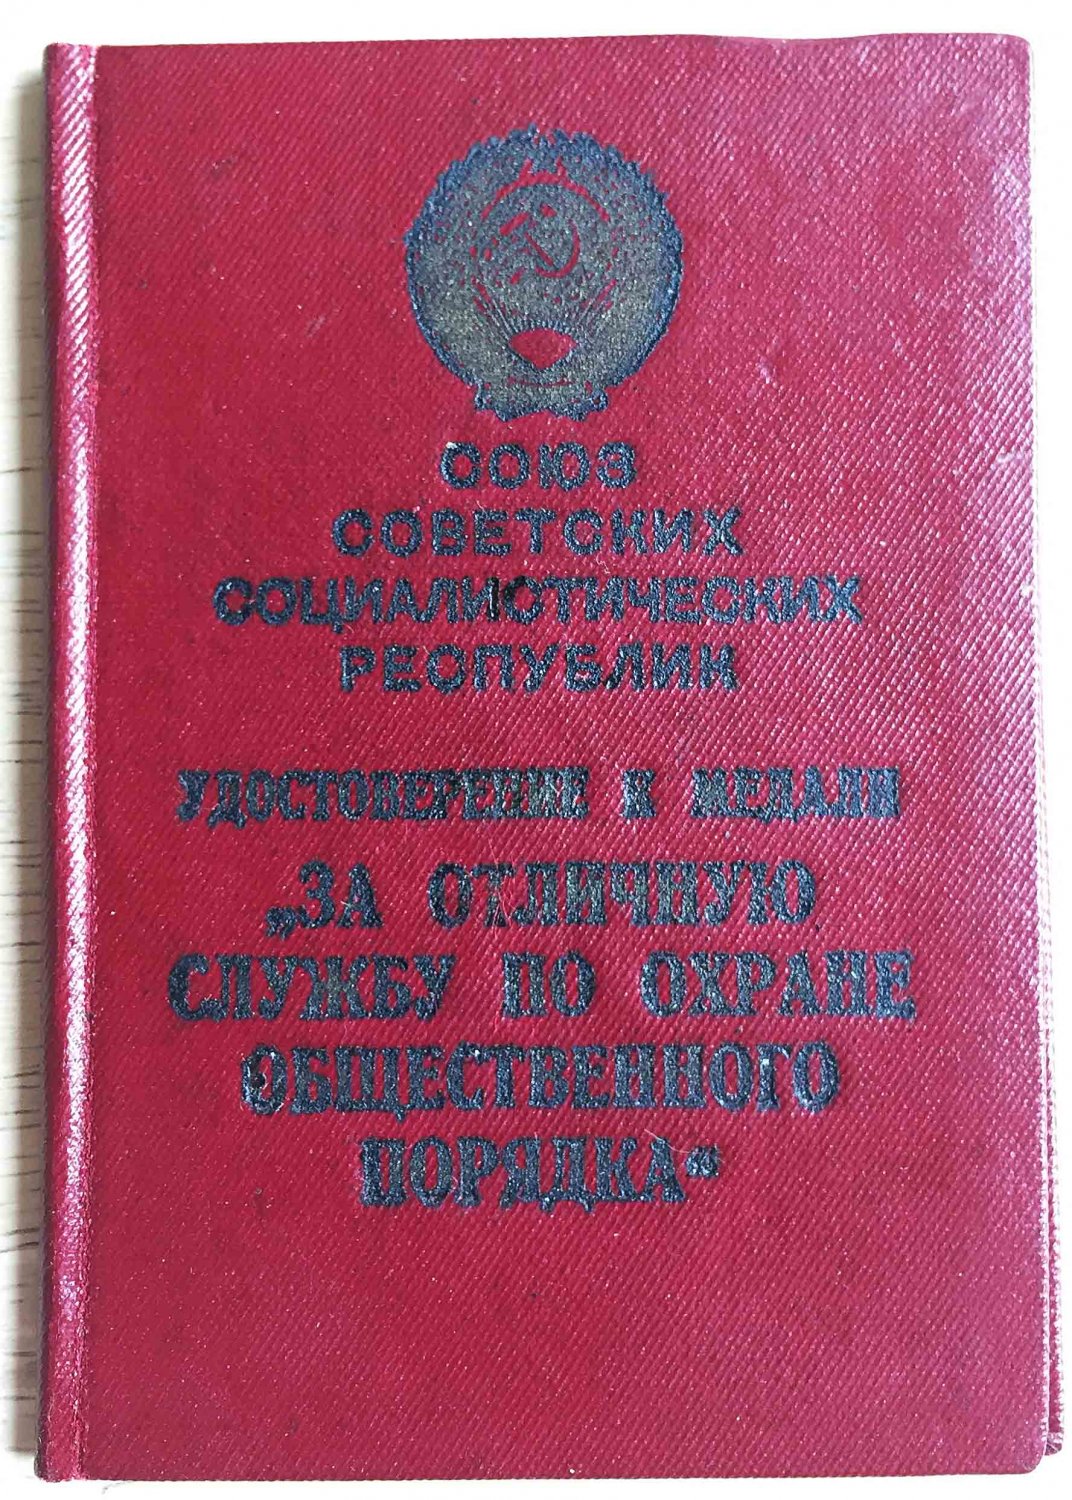 СОЮЗ
СОВЕТСКИХ
СОЦИАЛИСТИЧЕСКИХ
РЕСПУБЛИК
УДОСТОВЕРЕНИЕ К МЕДАЛИ
„ЗА ОТЛИЧНУЮ
СЛУЖБУ ПО ОХРАНЕ
ОБЩЕСТВЕННОГО
ПОРЯДКА“